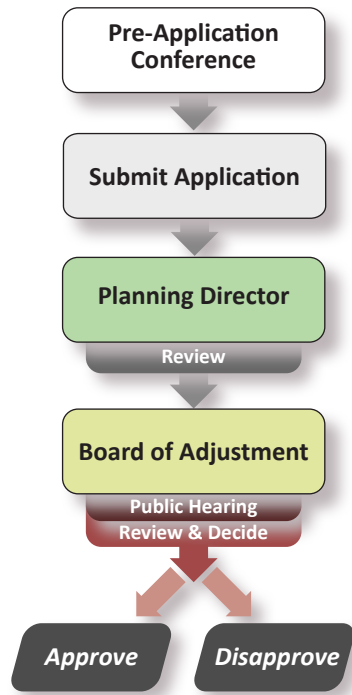 Pre-Application
Conference
Submit Application
Planning Director
Review
Board of Adjustment
Public Hearing
Review & Decide
Approve
Disapprove